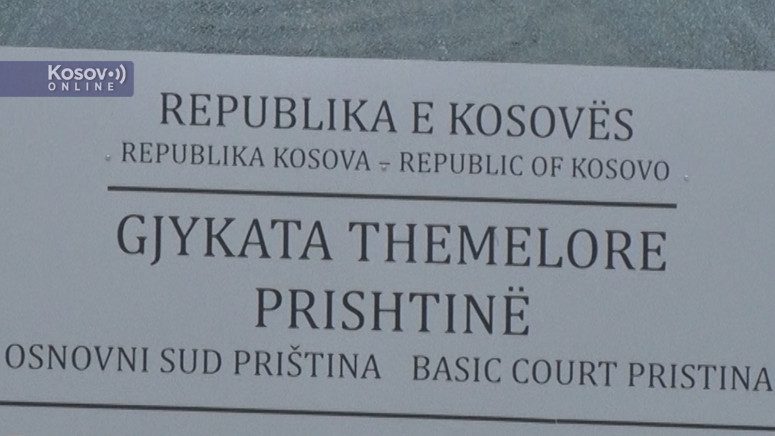 Kosovo
ONLINE
REPUBLIKA E KOSOVËS
REPUBLIKA KOSOVA – REPUBLIC OF KOSOVO
GJYKATA THEMELORE
PRISHTINË
OSNOVNI SUD PRIŠTINA BASIC COURT PRISTINA